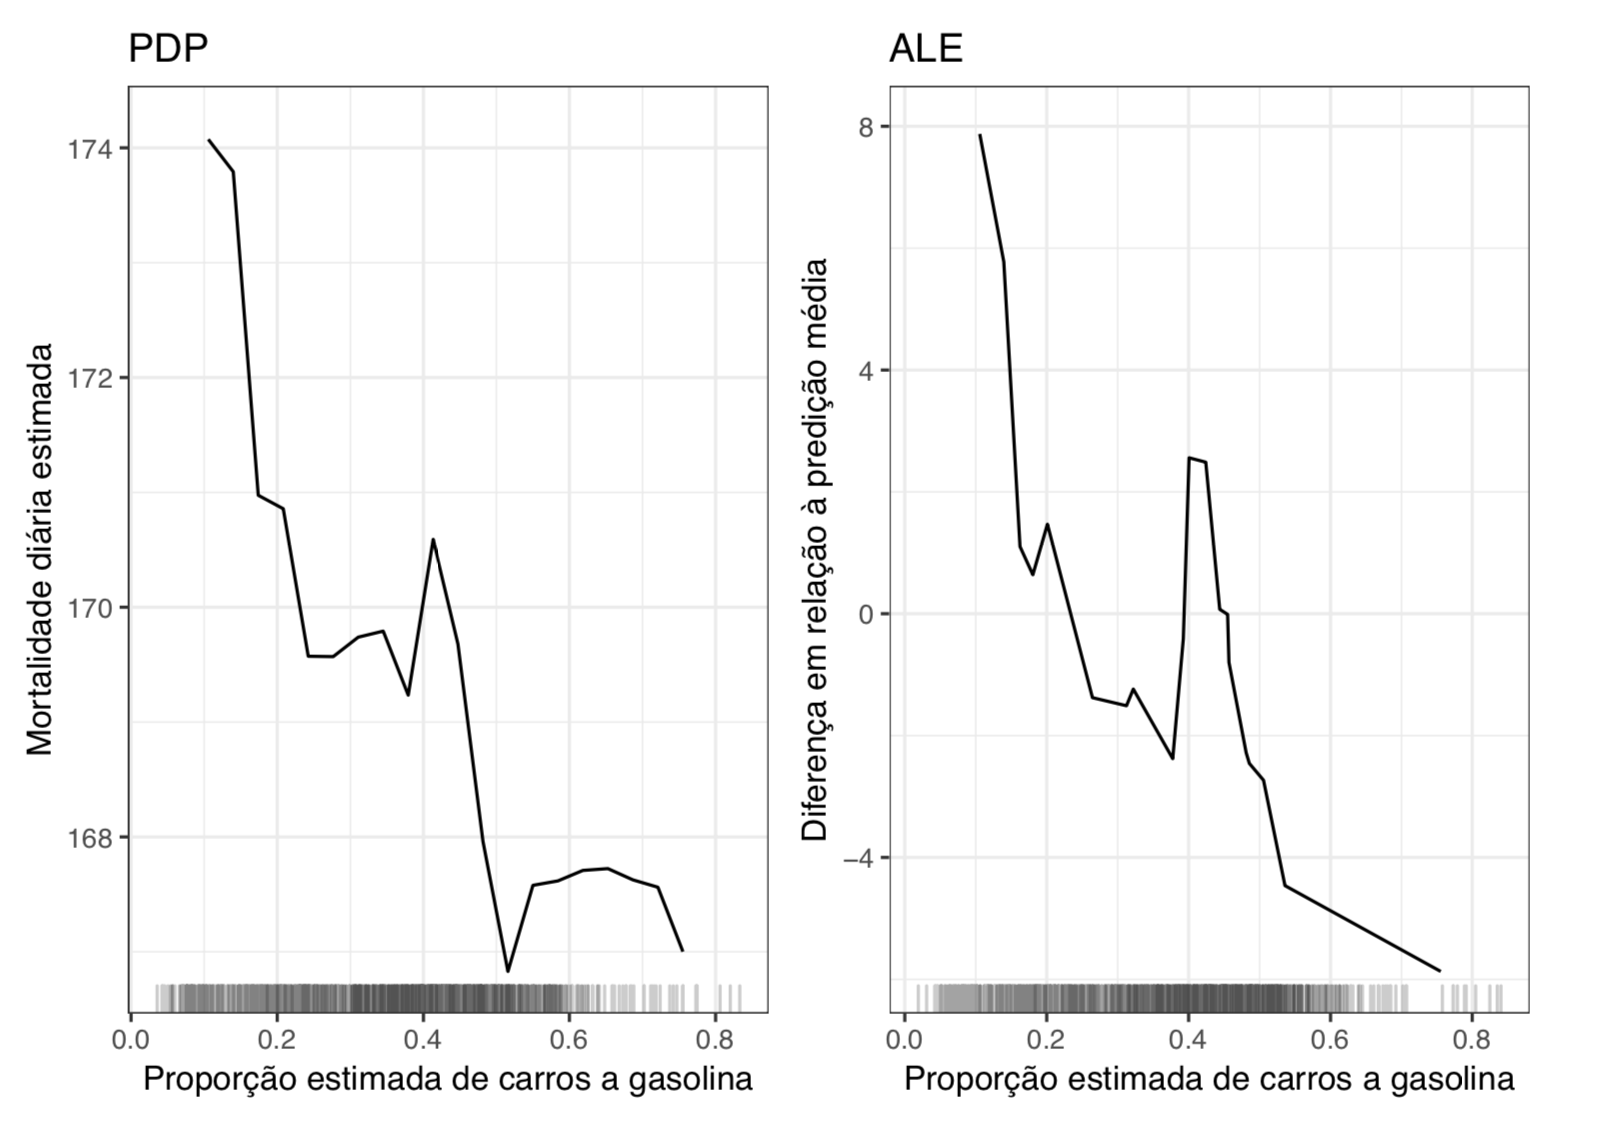 PDP
Mortalidade diária estimada
174
172
170
168
0.0 0.2 0.4 0.6 0.8
Proporção estimada de carros a gasolina
ALE
Diferença em relação à predição média
8
4
0
−4
0.0 0.2 0.4 0.6 0.8
Proporção estimada de carros a gasolina